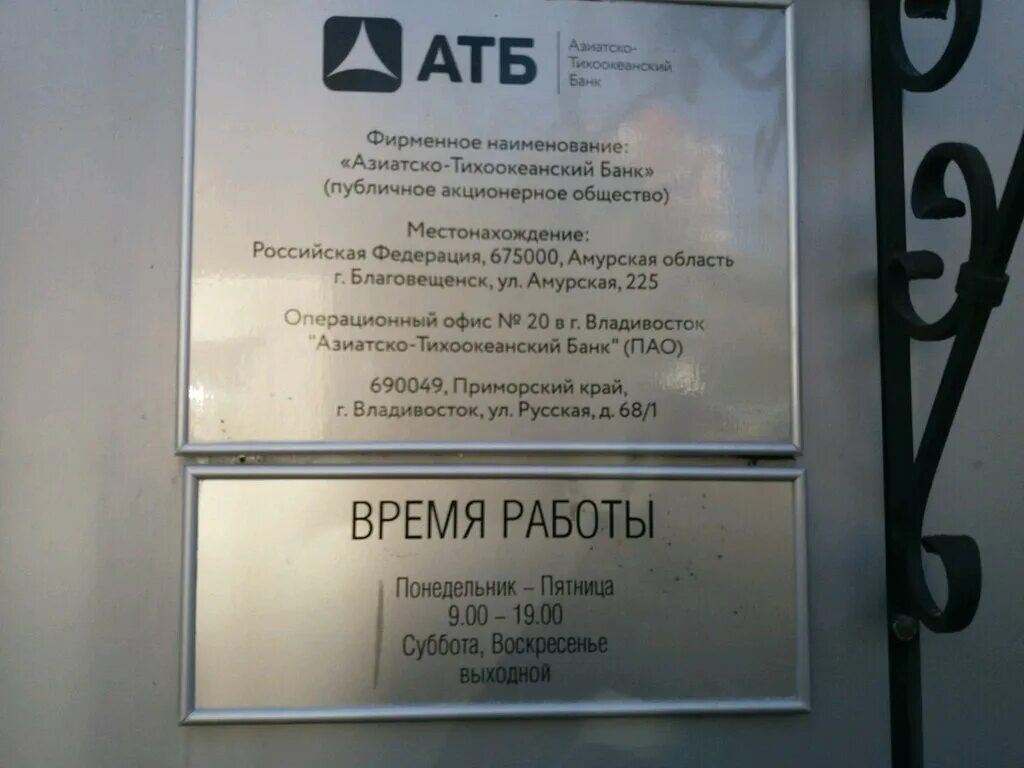 АТБ
Азиатско-
Тихоокеанский
Банк
Фирменное наименование:
«Азиатско-Тихоокеанский Банк»
(публичное акционерное общество)
Местонахождение:
Российская Федерация, 675000, Амурская область
г. Благовещенск, ул. Амурская, 225
Операционный офис № 20 в г. Владивосток
"Азиатско-Тихоокеанский Банк" (ПАО)
690049, Приморский край,
г. Владивосток, ул. Русская, д. 68/1
ВРЕМЯ РАБОТЫ
Понедельник – Пятница
9.00 – 19.00
Суббота, Воскресенье
выходной